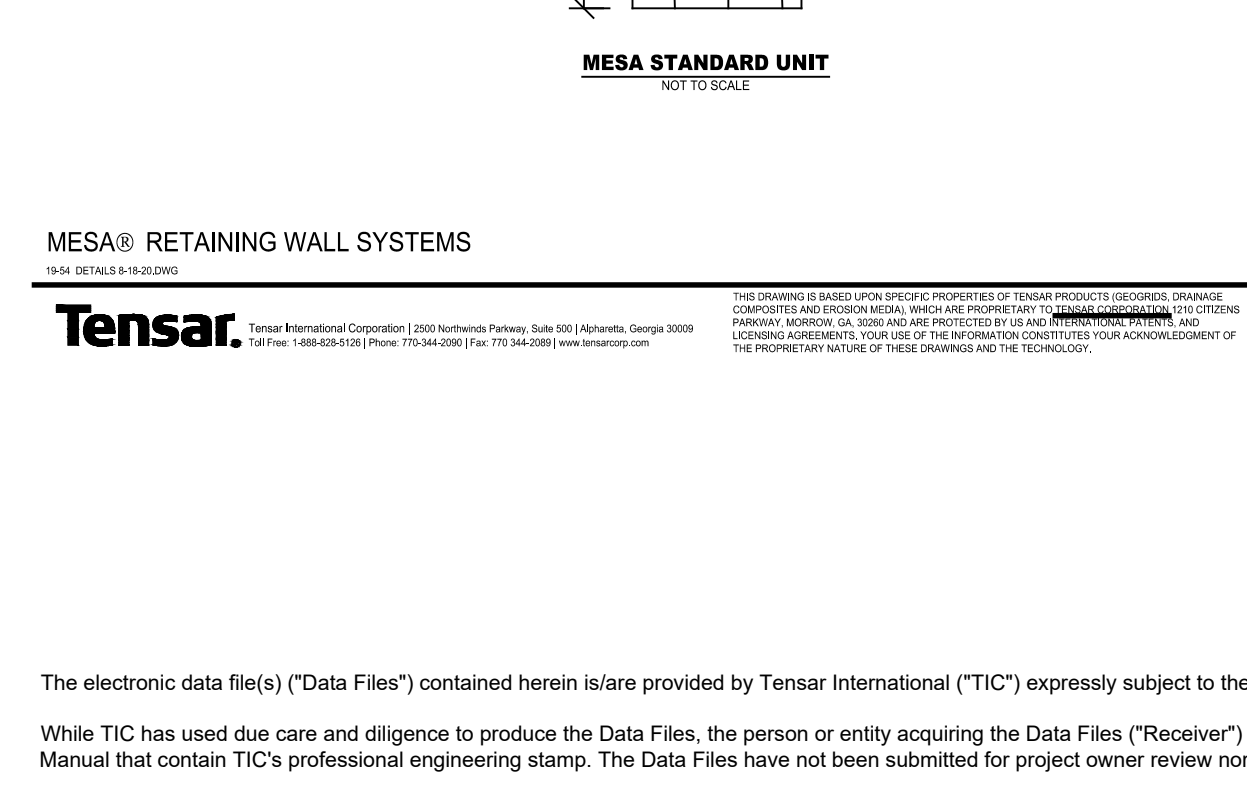 MESA STANDARD UNIT
NOT TO SCALE
MESA® RETAINING WALL SYSTEMS
19-54 DETAILS 8-18-20.DWG
Tensar.
Tensar International Corporation | 2500 Northwinds Parkway, Suite 500 | Alpharetta, Georgia 30009
Toll Free: 1-888-828-5126 | Phone: 770-344-2090 | Fax: 770 344-2089 | www.tensarcorp.com
THIS DRAWING IS BASED UPON SPECIFIC PROPERTIES OF TENSAR PRODUCTS (GEOGRIDS, DRAINAGE
COMPOSITES AND EROSION MEDIA), WHICH ARE PROPRIETARY TO TENSAR CORPORATION 1210 CITIZENS
PARKWAY, MORROW, GA, 30260 AND ARE PROTECTED BY US AND INTERNATIONAL PATENTS, AND
LICENSING AGREEMENTS, YOUR USE OF THE INFORMATION CONSTITUTES YOUR ACKNOWLEDGMENT OF
THE PROPRIETARY NATURE OF THESE DRAWINGS AND THE TECHNOLOGY.
The electronic data file(s) ("Data Files") contained herein is/are provided by Tensar International ("TIC") expressly subject to the
While TIC has used due care and diligence to produce the Data Files, the person or entity acquiring the Data Files ("Receiver")
Manual that contain TIC's professional engineering stamp. The Data Files have not been submitted for project owner review nor